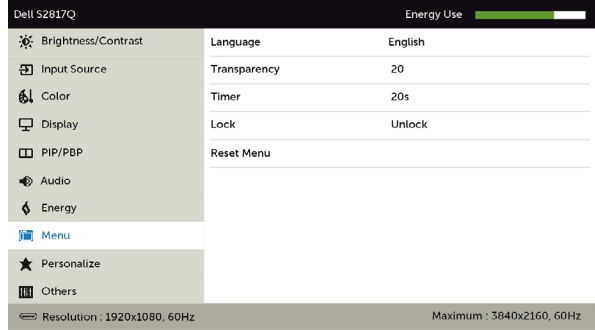 Dell S2817Q Energy Use
Brightness/Contrast
Input Source
Color
Display
PIP/PBP
Audio
Energy
Menu
Personalize
Others
Language English
Transparency 20
Timer 20s
Lock Unlock
Reset Menu
Resolution : 1920x1080, 60Hz Maximum : 3840x2160, 60Hz